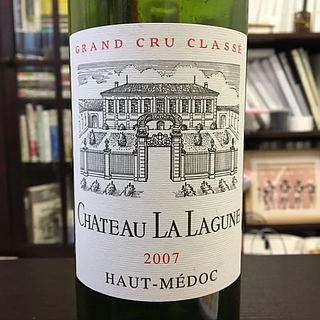 GRAND CRU CLASSÉ
CHATEAU LA LAGUNE
2007
HAUT-MÉDOC